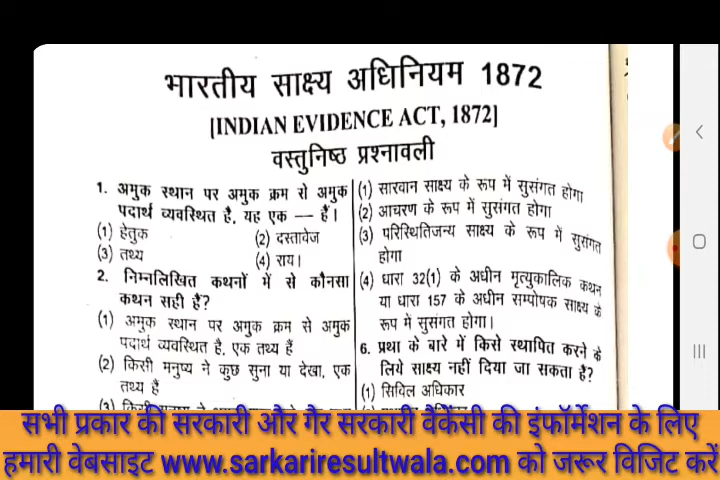 भारतीय साक्ष्य अधिनियम 1872
[INDIAN EVIDENCE ACT, 1872]
वस्तुनिष्ठ प्रश्नावली
1. अमुक स्थान पर अमुक क्रम से अमुक
पदार्थ व्यवस्थित है, यह एक — हैं।
(1) हेतुक (2) दस्तावेज
(3) तथ्य (4) राय।
2. निम्नलिखित कथनों में से कौनसा
कथन सही हैं?
(1) अमुक स्थान पर अमुक क्रम से अमुक
पदार्थ व्यवस्थित है, एक तथ्य हैं
(2) किसी मनुष्य ने कुछ सुना या देखा, एक
तथ्य हैं
(1) सारवान साक्ष्य के रूप में सुसंगत होगा
(2) आचरण के रूप में सुसंगत होगा
(3) परिस्थितिजन्य साक्ष्य के रूप में सुसंगत
होगा
(4) धारा 32(1) के अधीन मृत्युकालिक कथन
या धारा 157 के अधीन सम्पोषक साक्ष्य के
रूप में सुसंगत होगा।
6. प्रथा के बारे में किसे स्थापित करने के
लिये साक्ष्य नहीं दिया जा सकता है?
(1) सिविल अधिकार
सभी प्रकार की सरकारी और गैर सरकारी वैकेंसी की इंफॉर्मेशन के लिए
हमारी वेबसाइट www.sarkariresultwala.com को जरूर विजिट करें